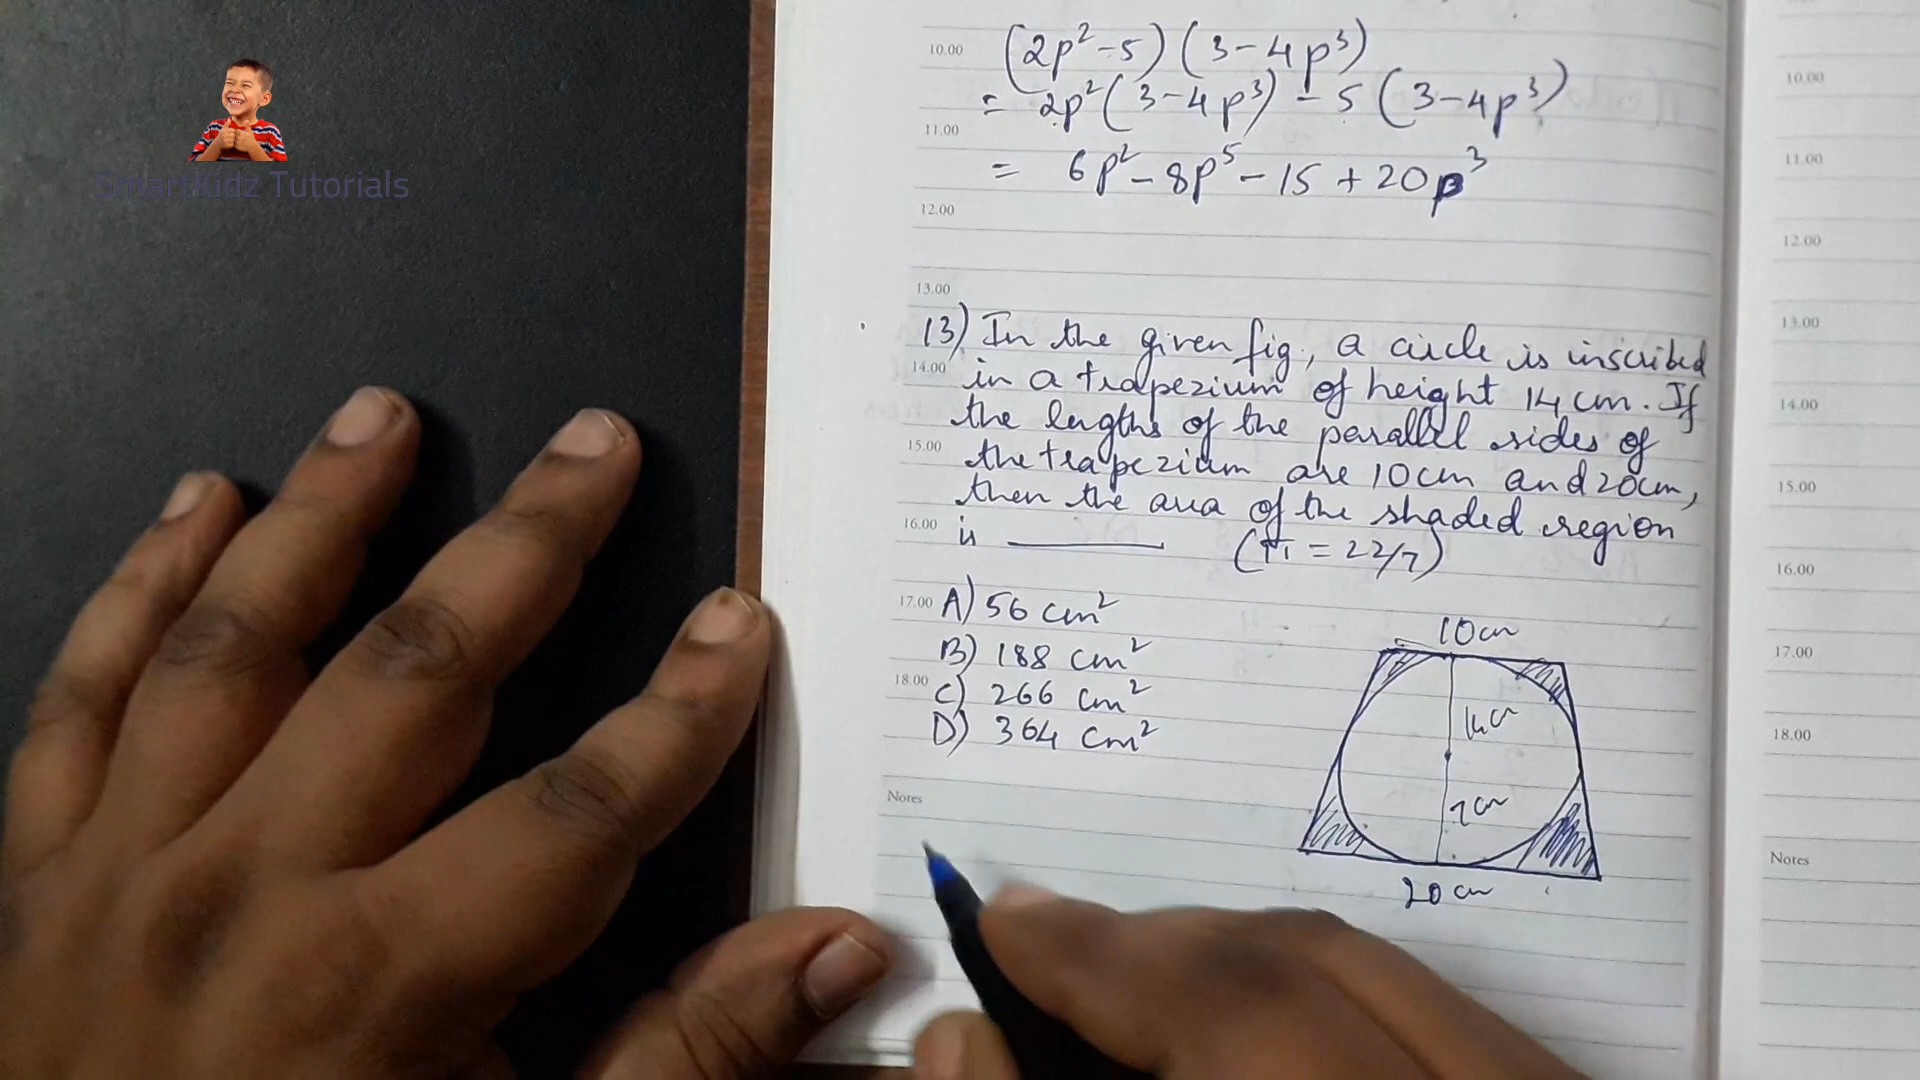 10.00
(2p²-5)(3-4p³)
= 2p²(3-4p³) - 5(3-4p³)
11.00
= 6p² - 8p⁵ - 15 + 20p³
12.00
13.00
13) In the given fig., a circle is inscribed
14.00 in a trapezium of height 14 cm. If
the lengths of the parallel sides of
15.00 the trapezium are 10cm and 20cm,
then the area of the shaded region
16.00 is ______ (π = 22/7)
17.00 A) 56 cm²
B) 188 cm²
18.00 C) 266 cm²
D) 364 cm²
Notes
10cm
14cm
7cm
20cm
SmartKidz Tutorials
10.00
11.00
12.00
13.00
14.00
15.00
16.00
17.00
18.00
Notes